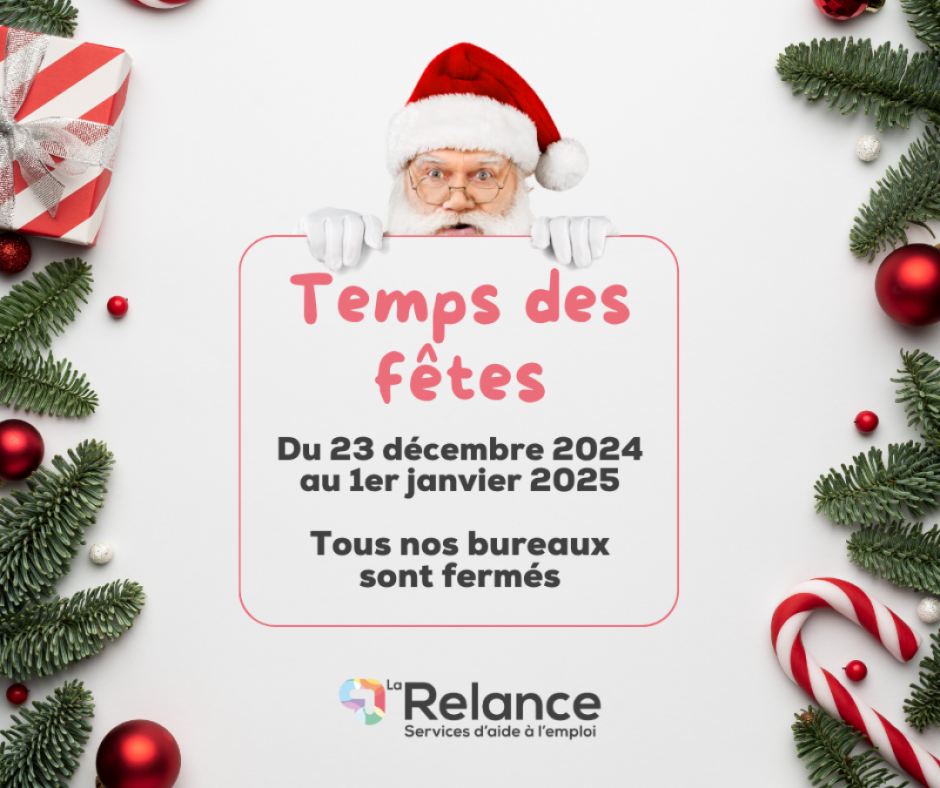 Temps des
fêtes
Du 23 décembre 2024
au 1er janvier 2025
Tous nos bureaux
sont fermés
La Relance
Services d'aide à l'emploi